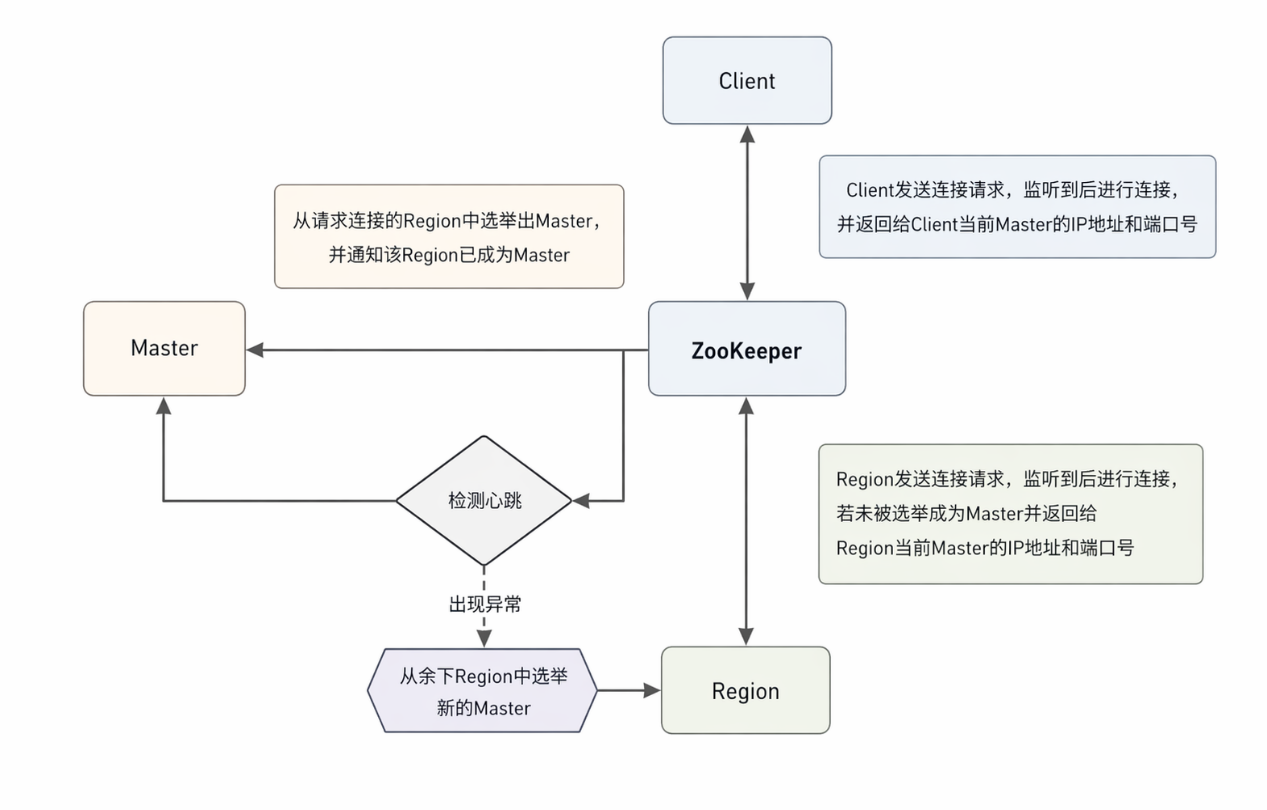 Client
Client发送连接请求，监听到后进行连接，
并返回给Client当前Master的IP地址和端口号
从请求连接的Region中选举出Master，
并通知该Region已成为Master
Master
ZooKeeper
检测心跳
Region发送连接请求，监听到后进行连接，
若未被选举成为Master并返回给
Region当前Master的IP地址和端口号
出现异常
从余下Region中选举
新的Master
Region